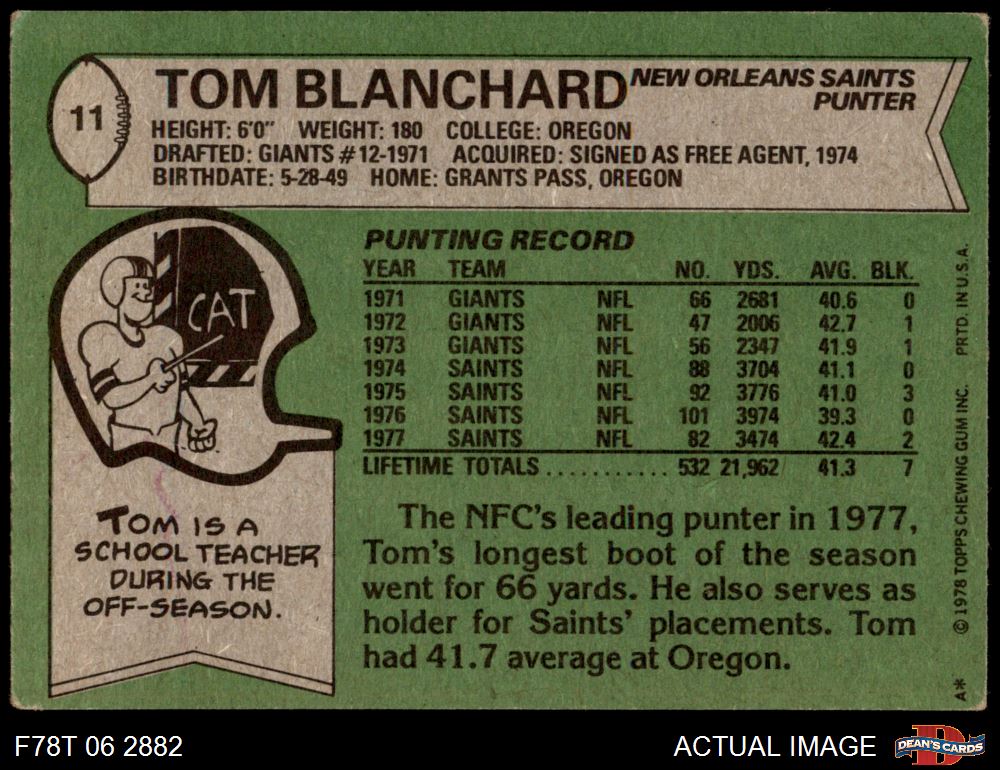 11
TOM BLANCHARD
NEW ORLEANS SAINTS
PUNTER
HEIGHT: 6'0" WEIGHT: 180 COLLEGE: OREGON
DRAFTED: GIANTS #12-1971 ACQUIRED: SIGNED AS FREE AGENT, 1974
BIRTHDATE: 5-28-49 HOME: GRANTS PASS, OREGON
CAT
TOM IS A
SCHOOL TEACHER
DURING THE
OFF-SEASON.
PUNTING RECORD
YEAR TEAM NO. YDS. AVG. BLK.
1971 GIANTS NFL 66 2681 40.6 0
1972 GIANTS NFL 47 2006 42.7 1
1973 GIANTS NFL 56 2347 41.9 1
1974 SAINTS NFL 88 3704 41.1 0
1975 SAINTS NFL 92 3776 41.0 3
1976 SAINTS NFL 101 3974 39.3 0
1977 SAINTS NFL 82 3474 42.4 2
LIFETIME TOTALS ........... 532 21,962 41.3 7
The NFC's leading punter in 1977,
Tom's longest boot of the season
went for 66 yards. He also serves as
holder for Saints' placements. Tom
had 41.7 average at Oregon.
A* © 1978 TOPPS CHEWING GUM INC. PRTD. IN U.S.A.
F78T 06 2882
ACTUAL IMAGE
D
DEAN'S CARDS